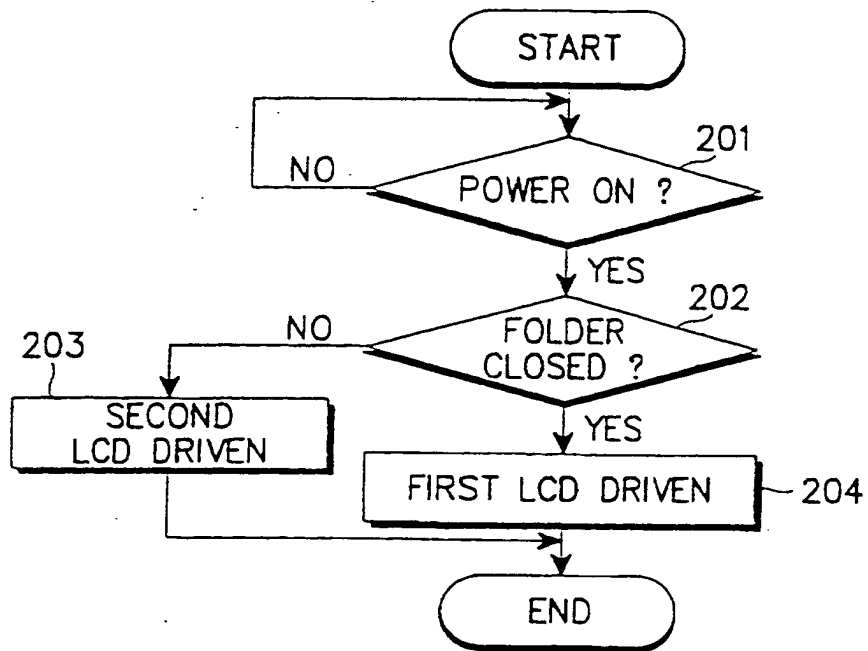 START
201
NO
POWER ON ?
YES
202
NO
FOLDER
CLOSED ?
203
SECOND
LCD DRIVEN
YES
FIRST LCD DRIVEN
204
END